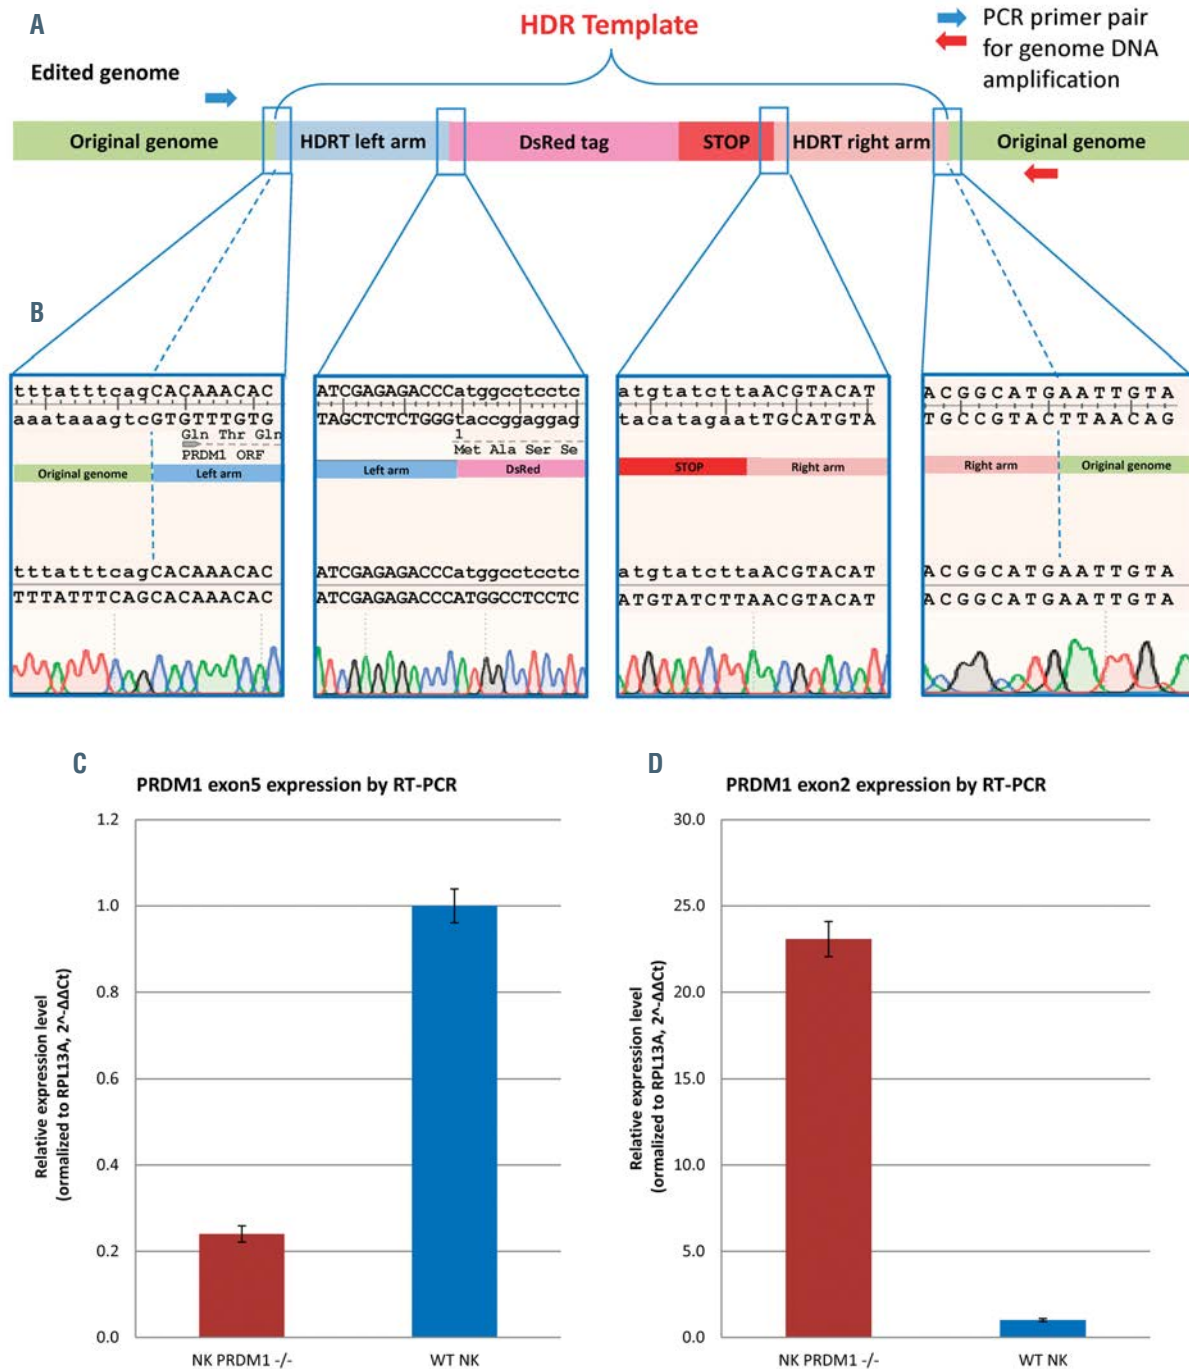 A
HDR Template
PCR primer pair
for genome DNA
amplification
Edited genome
Original genome HDRT left arm DsRed tag STOP HDRT right arm Original genome
B
tttatttcagCACAAACAC
aaataaagtcGTGTTTGTG
Gln Thr Gln
PRDM1 ORF
Original genome Left arm
tttatttcagCACAAACAC
TTTATTTCAGCACAAACAC
ATCGAGAGACCCatggcctcctc
TAGCTCTCTGGGtaccggaggag
1
Met Ala Ser Se
Left arm DsRed
ATCGAGAGACCCatggcctcctc
ATCGAGAGACCCATGGCCTCCTC
atgtatcttaACGTACAT
tacatagaatTGCATGTA
STOP Right arm
atgtatcttaACGTACAT
ATGTATCTTAACGTACAT
ACGGCATGAATTGTA
TGCCGTACTTAACAG
Right arm Original genome
ACGGCATGAATTGTA
ACGGCATGAATTGTA
C
PRDM1 exon5 expression by RT-PCR
Relative expression level
(ormalized to RPL13A, 2^-ΔΔCt)
1.2
1.0
0.8
0.6
0.4
0.2
0.0
NK PRDM1 -/- WT NK
D
PRDM1 exon2 expression by RT-PCR
Relative expression level
(ormalized to RPL13A, 2^-ΔΔCt)
30.0
25.0
20.0
15.0
10.0
5.0
0.0
NK PRDM1 -/- WT NK